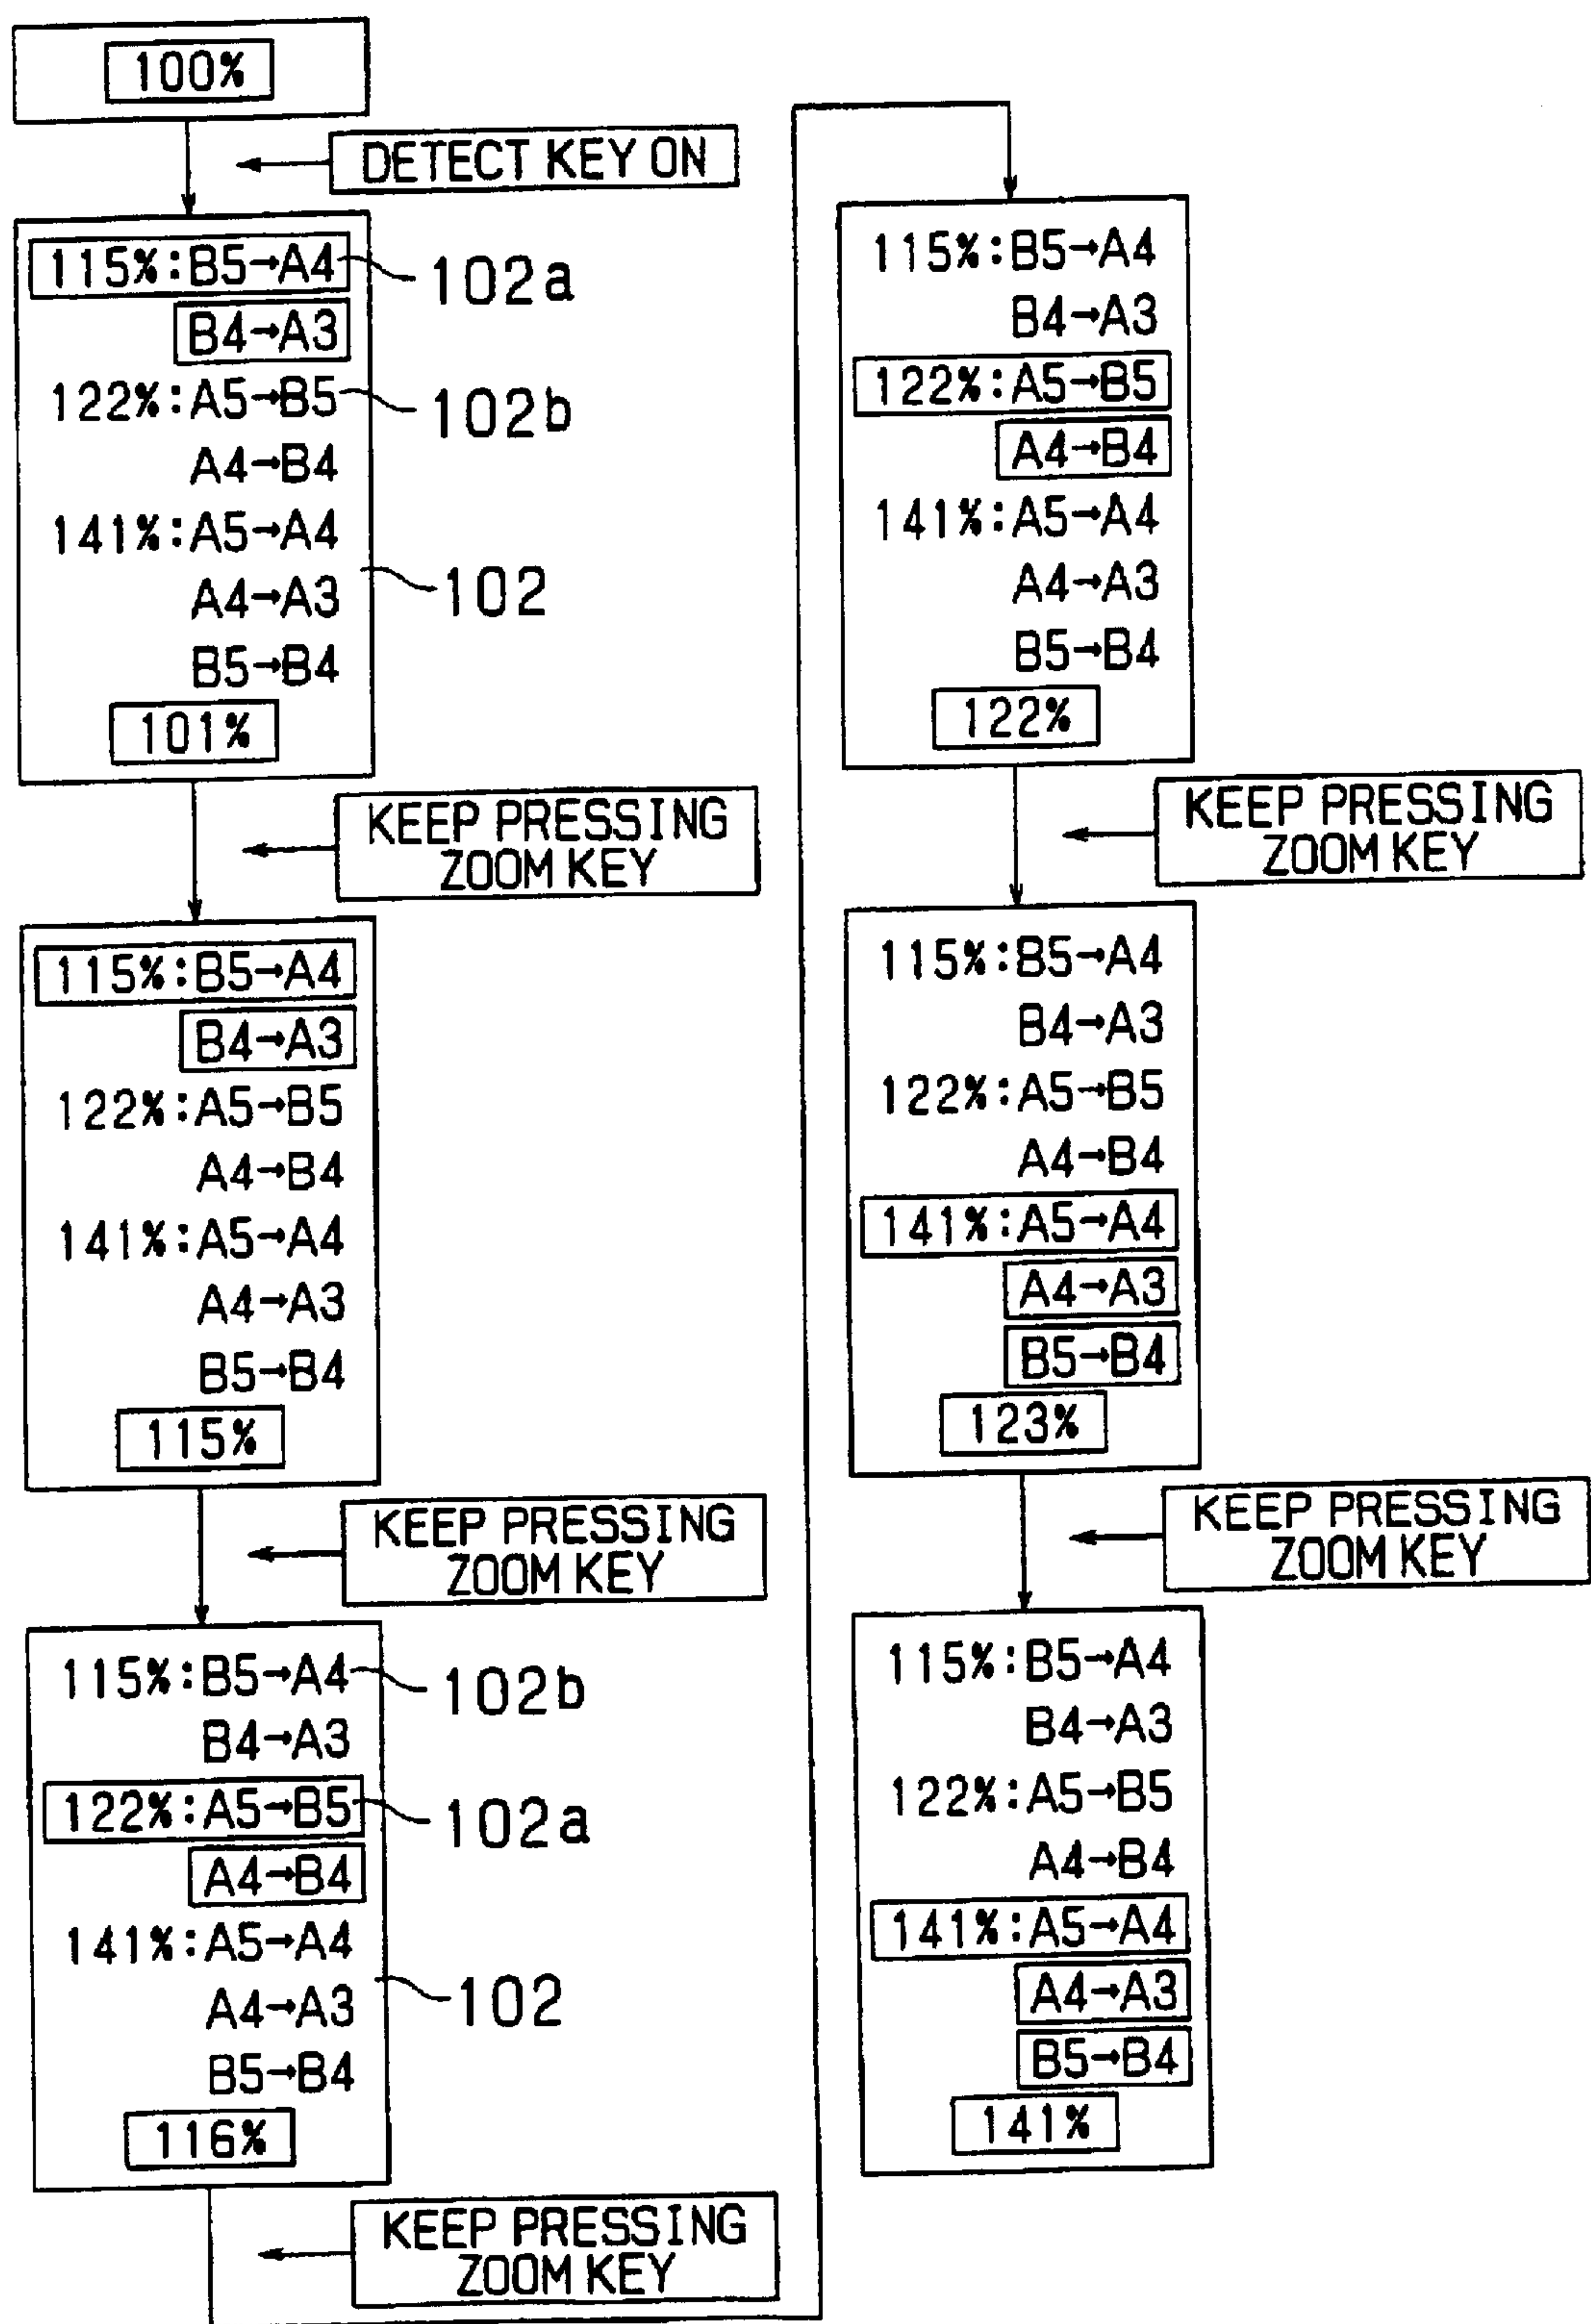 100%
DETECT KEY ON
115%:B5→A4
102a
B4→A3
122%:A5→B5
102b
A4→B4
141%:A5→A4
102
A4→A3
B5→B4
101%
KEEP PRESSING
ZOOM KEY
115%:B5→A4
B4→A3
122%:A5→B5
A4→B4
141%:A5→A4
A4→A3
B5→B4
115%
KEEP PRESSING
ZOOM KEY
115%:B5→A4
102b
B4→A3
122%:A5→B5
102a
A4→B4
141%:A5→A4
102
A4→A3
B5→B4
116%
KEEP PRESSING
ZOOM KEY
115%:B5→A4
B4→A3
122%:A5→B5
A4→B4
141%:A5→A4
A4→A3
B5→B4
122%
KEEP PRESSING
ZOOM KEY
115%:B5→A4
B4→A3
122%:A5→B5
A4→B4
141%:A5→A4
A4→A3
B5→B4
123%
KEEP PRESSING
ZOOM KEY
115%:B5→A4
B4→A3
122%:A5→B5
A4→B4
141%:A5→A4
A4→A3
B5→B4
141%